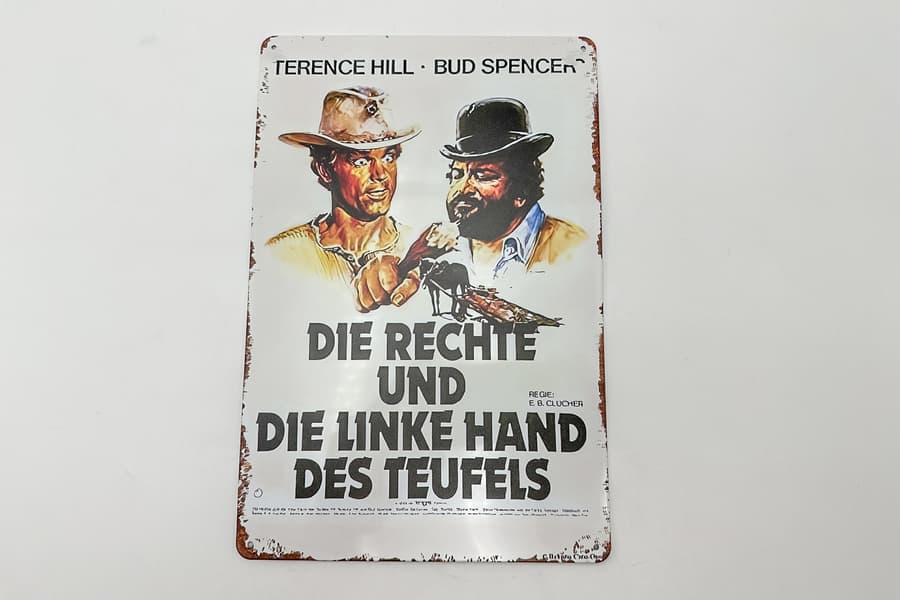 TERENCE HILL · BUD SPENCER
DIE RECHTE
UND
REGIE:
E. B. CLUCHER
DIE LINKE HAND
DES TEUFELS